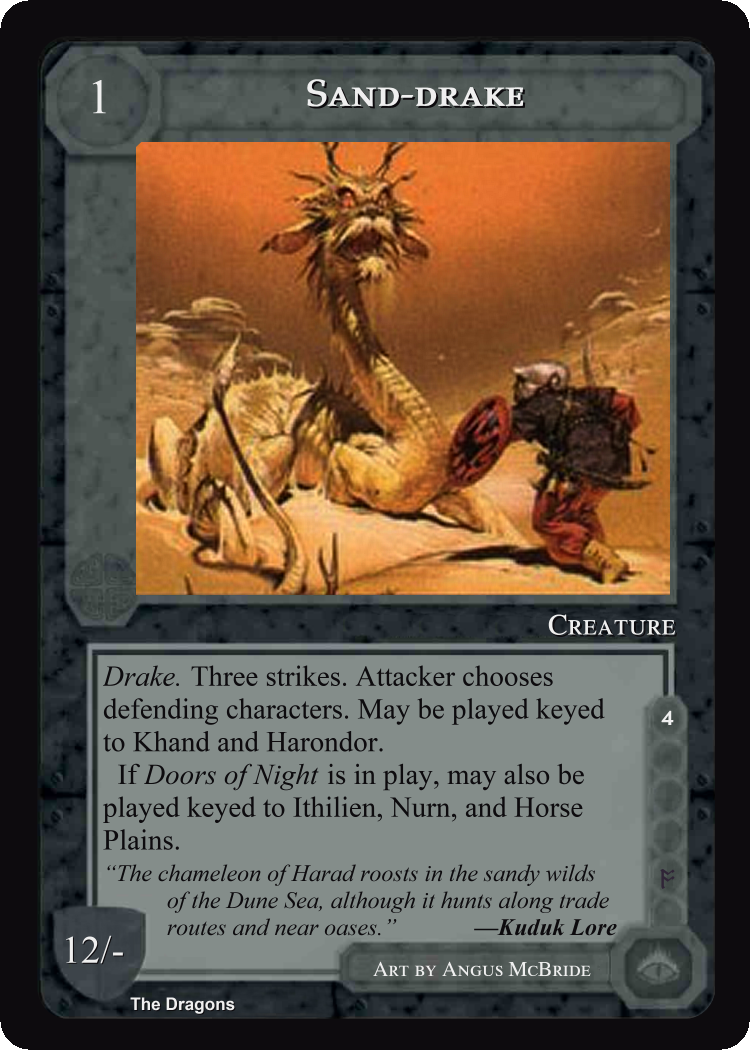 1
Sand-drake
Creature
Drake. Three strikes. Attacker chooses
defending characters. May be played keyed
to Khand and Harondor.
If Doors of Night is in play, may also be
played keyed to Ithilien, Nurn, and Horse
Plains.
4
“The chameleon of Harad roosts in the sandy wilds
of the Dune Sea, although it hunts along trade
routes and near oases.” —Kuduk Lore
12/-
Art by Angus McBride
The Dragons